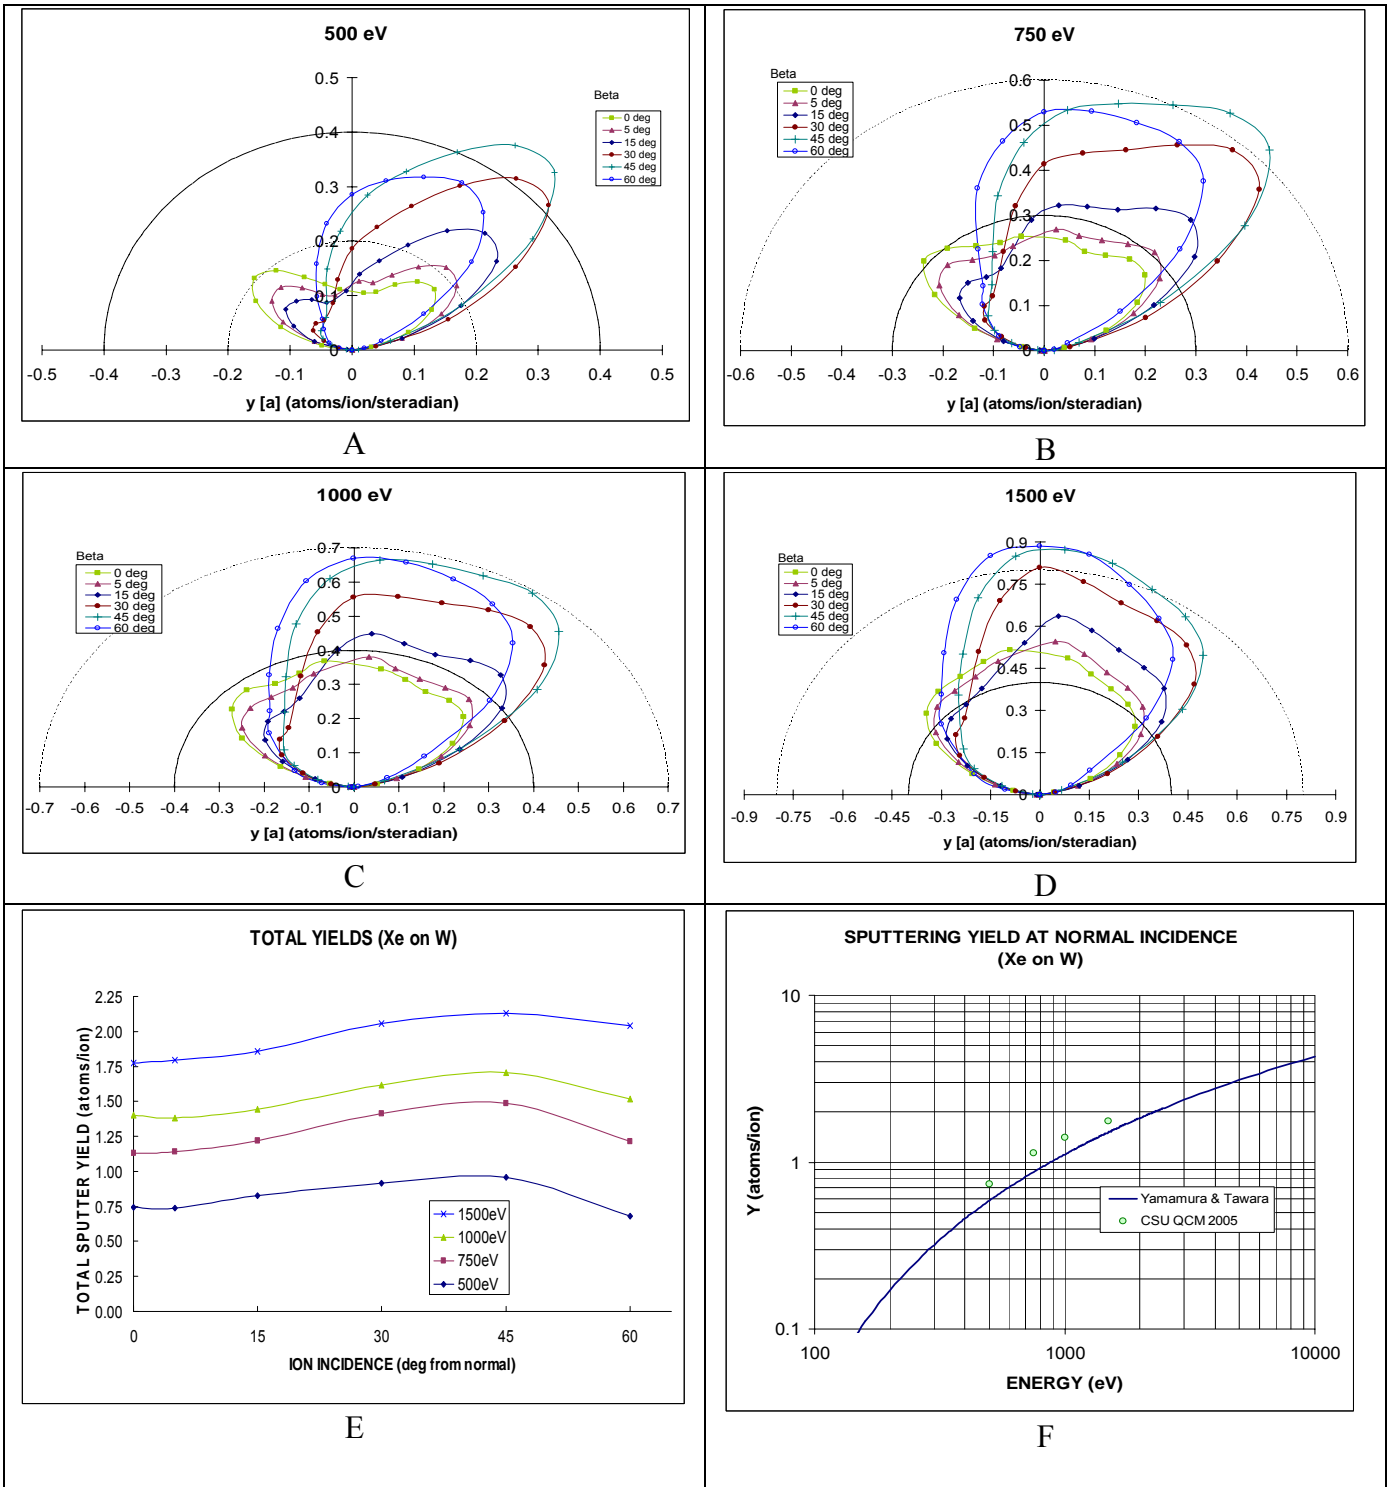 500 eV
0.5
0.4
0.3
0.2
0.1
0
-0.5 -0.4 -0.3 -0.2 -0.1 0 0.1 0.2 0.3 0.4 0.5
y [a] (atoms/ion/steradian)
Beta
0 deg
5 deg
15 deg
30 deg
45 deg
60 deg
A
750 eV
Beta
0 deg
5 deg
15 deg
30 deg
45 deg
60 deg
0.6
0.5
0.4
0.3
0.2
0.1
0
-0.6 -0.5 -0.4 -0.3 -0.2 -0.1 0 0.1 0.2 0.3 0.4 0.5 0.6
y [a] (atoms/ion/steradian)
B
1000 eV
Beta
0 deg
5 deg
15 deg
30 deg
45 deg
60 deg
0.7
0.6
0.5
0.4
0.3
0.2
0.1
0
-0.7 -0.6 -0.5 -0.4 -0.3 -0.2 -0.1 0 0.1 0.2 0.3 0.4 0.5 0.6 0.7
y [a] (atoms/ion/steradian)
C
1500 eV
Beta
0 deg
5 deg
15 deg
30 deg
45 deg
60 deg
0.9
0.75
0.6
0.45
0.3
0.15
0
-0.9 -0.75 -0.6 -0.45 -0.3 -0.15 0 0.15 0.3 0.45 0.6 0.75 0.9
y [a] (atoms/ion/steradian)
D
TOTAL YIELDS (Xe on W)
TOTAL SPUTTER YIELD (atoms/ion)
2.25
2.00
1.75
1.50
1.25
1.00
0.75
0.50
0.25
0.00
1500eV
1000eV
750eV
500eV
0 15 30 45 60
ION INCIDENCE (deg from normal)
E
SPUTTERING YIELD AT NORMAL INCIDENCE
(Xe on W)
Y (atoms/ion)
10
1
0.1
Yamamura & Tawara
CSU QCM 2005
100 1000 10000
ENERGY (eV)
F